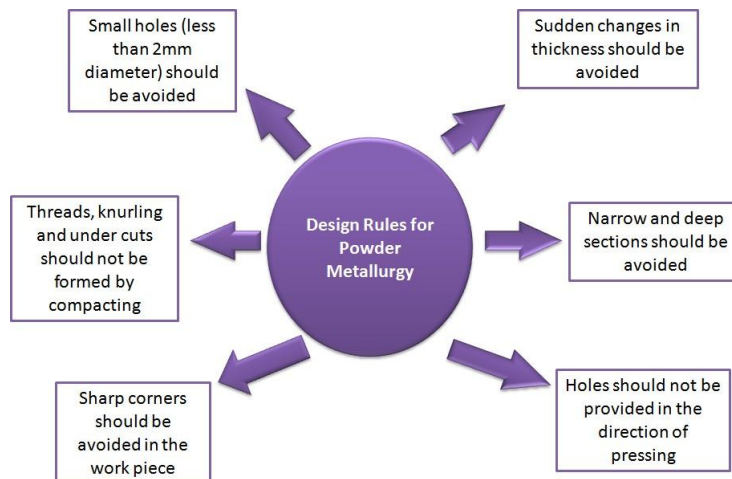 Small holes (less
than 2mm
diameter) should
be avoided
Sudden changes in
thickness should be
avoided
Threads, knurling
and under cuts
should not be
formed by
compacting
Design Rules for
Powder
Metallurgy
Narrow and deep
sections should be
avoided
Sharp corners
should be
avoided in the
work piece
Holes should not be
provided in the
direction of
pressing